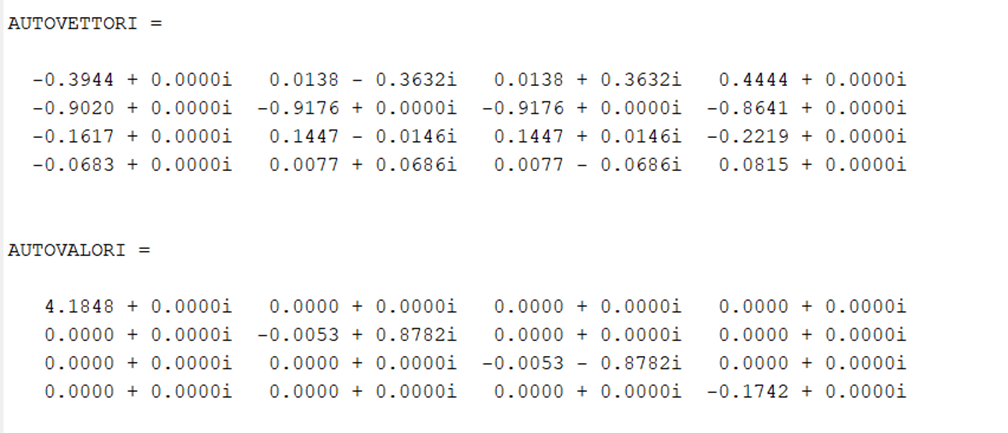 AUTOVETTORI =
-0.3944 + 0.0000i 0.0138 - 0.3632i 0.0138 + 0.3632i 0.4444 + 0.0000i
-0.9020 + 0.0000i -0.9176 + 0.0000i -0.9176 + 0.0000i -0.8641 + 0.0000i
-0.1617 + 0.0000i 0.1447 - 0.0146i 0.1447 + 0.0146i -0.2219 + 0.0000i
-0.0683 + 0.0000i 0.0077 + 0.0686i 0.0077 - 0.0686i 0.0815 + 0.0000i
AUTOVALORI =
4.1848 + 0.0000i 0.0000 + 0.0000i 0.0000 + 0.0000i 0.0000 + 0.0000i
0.0000 + 0.0000i -0.0053 + 0.8782i 0.0000 + 0.0000i 0.0000 + 0.0000i
0.0000 + 0.0000i 0.0000 + 0.0000i -0.0053 - 0.8782i 0.0000 + 0.0000i
0.0000 + 0.0000i 0.0000 + 0.0000i 0.0000 + 0.0000i -0.1742 + 0.0000i